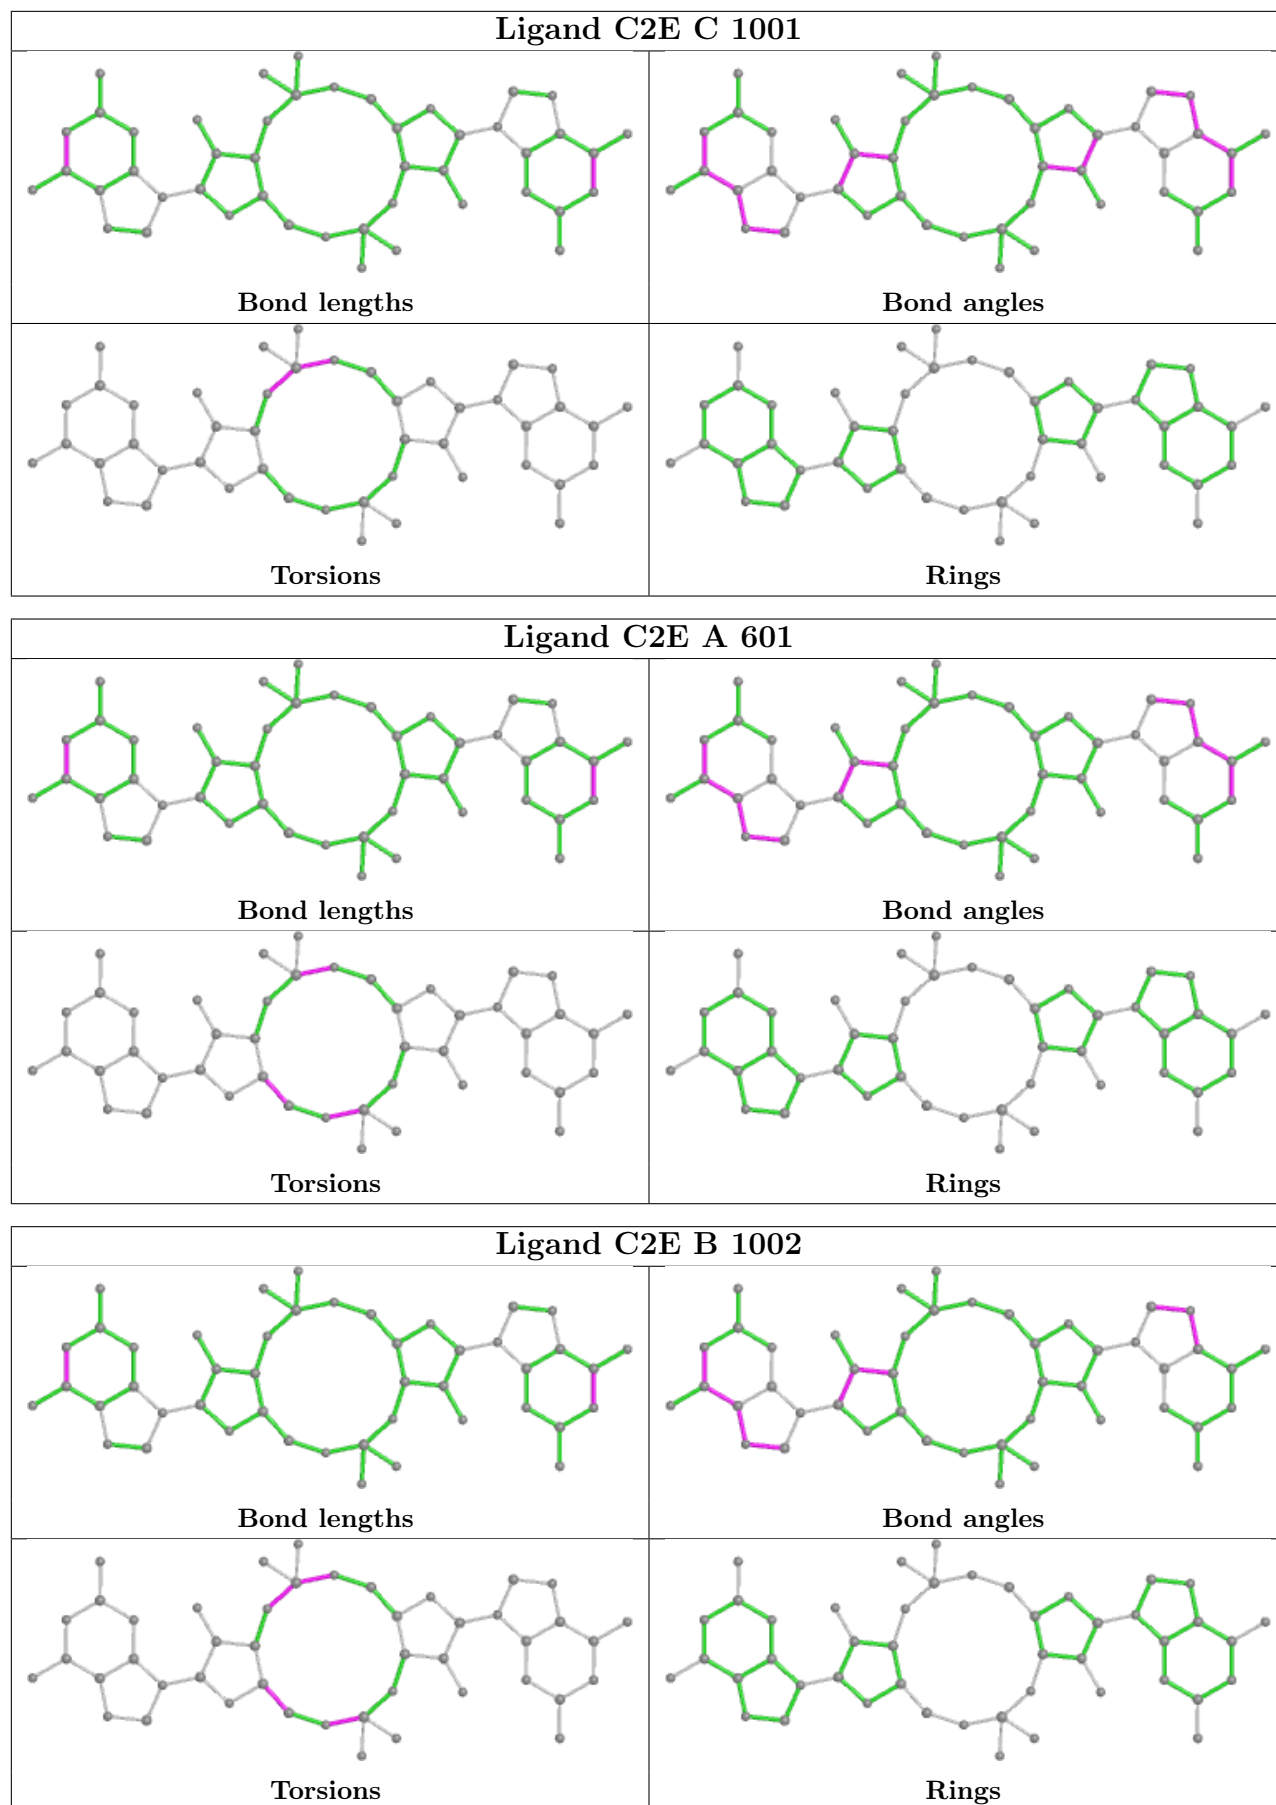 Ligand C2E C 1001
Bond lengths
Bond angles
Torsions
Rings
Ligand C2E A 601
Bond lengths
Bond angles
Torsions
Rings
Ligand C2E B 1002
Bond lengths
Bond angles
Torsions
Rings